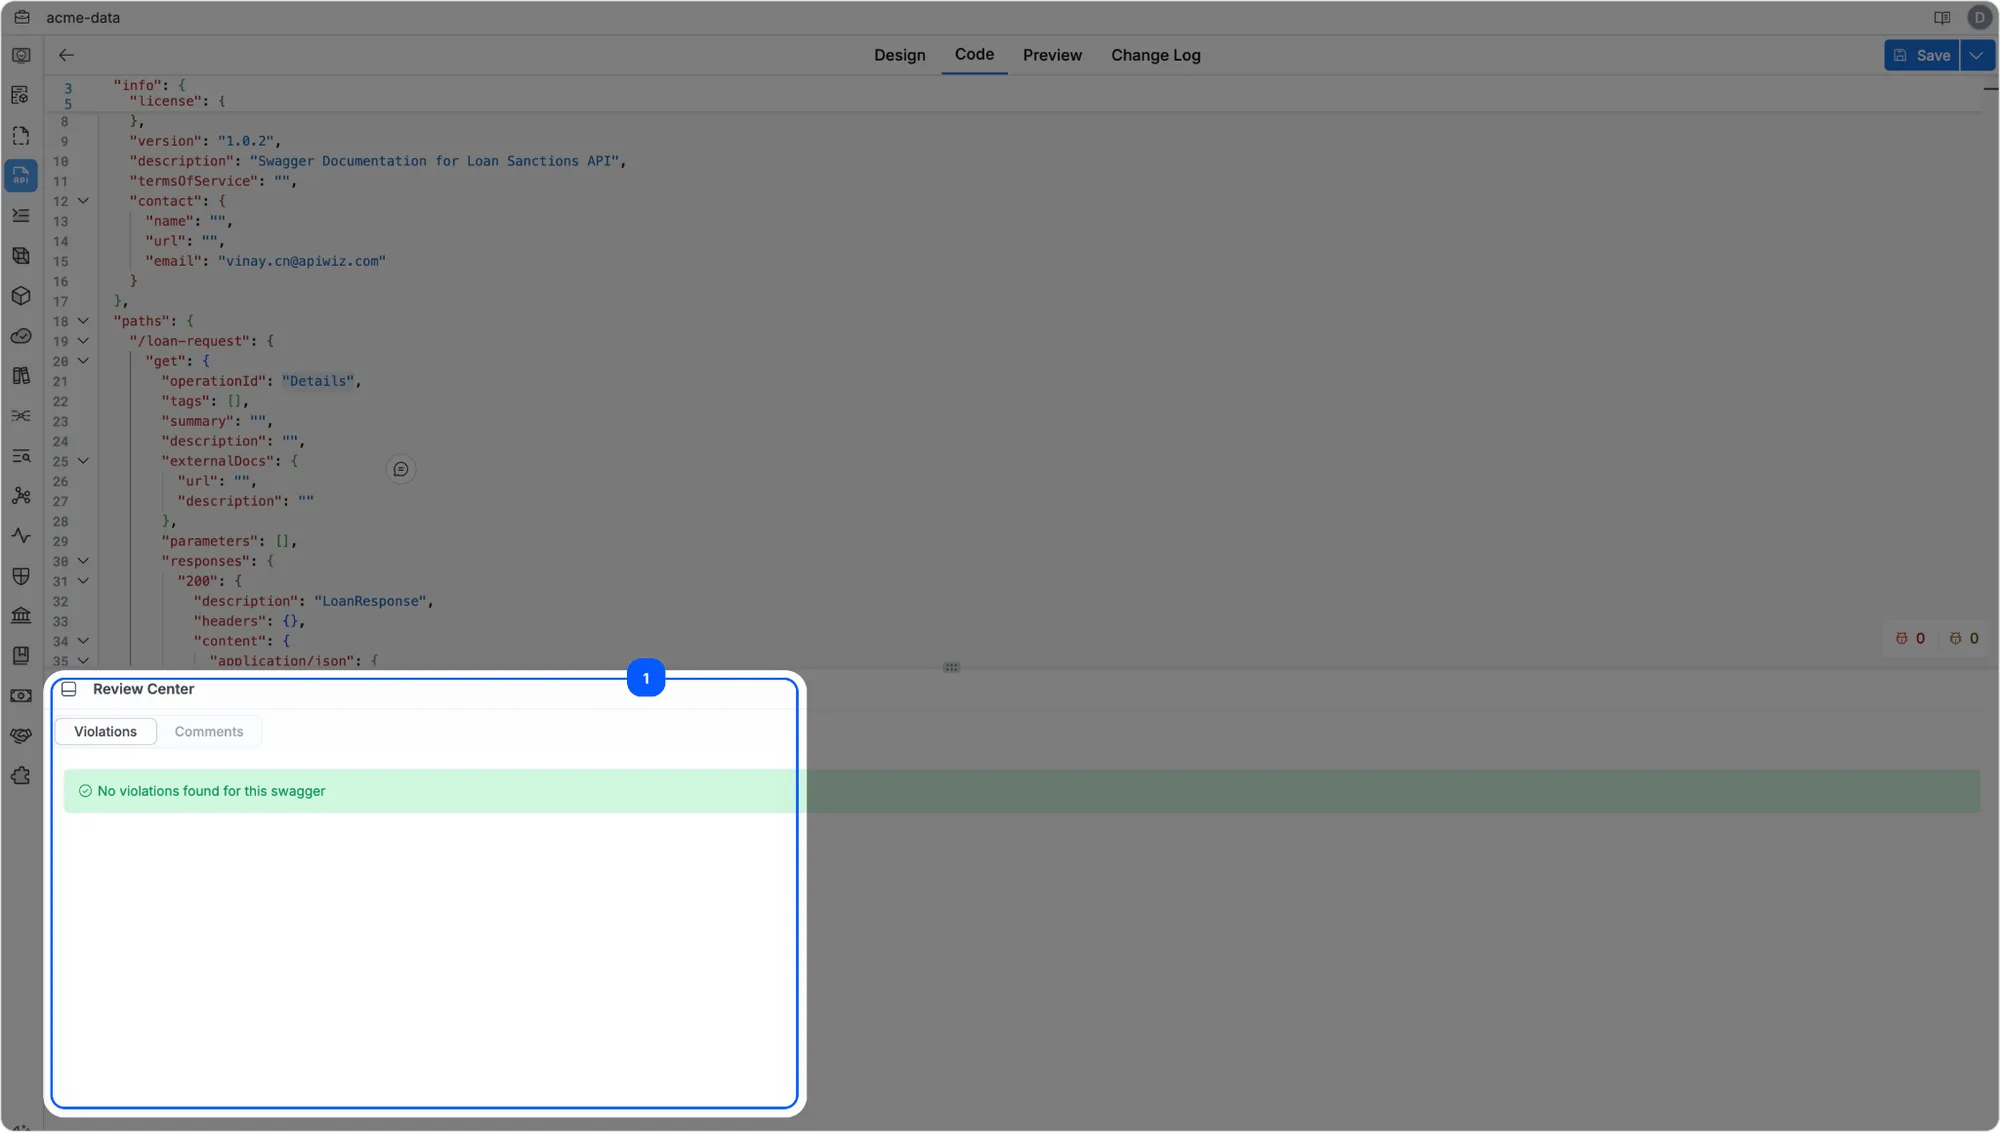 acme-data
D
Design Code Preview Change Log
Save
3 "info": {
5 "license": {
8 },
9 "version": "1.0.2",
10 "description": "Swagger Documentation for Loan Sanctions API",
11 "termsOfService": "",
12 "contact": {
13 "name": "",
14 "url": "",
15 "email": "vinay.cn@apiwiz.com"
16 }
17 },
18 "paths": {
19 "/loan-request": {
20 "get": {
21 "operationId": "Details",
22 "tags": [],
23 "summary": "",
24 "description": "",
25 "externalDocs": {
26 "url": "",
27 "description": ""
28 },
29 "parameters": [],
30 "responses": {
31 "200": {
32 "description": "LoanResponse",
33 "headers": {},
34 "content": {
35 "application/json": {
0 0
API
1
Review Center
Violations Comments
No violations found for this swagger